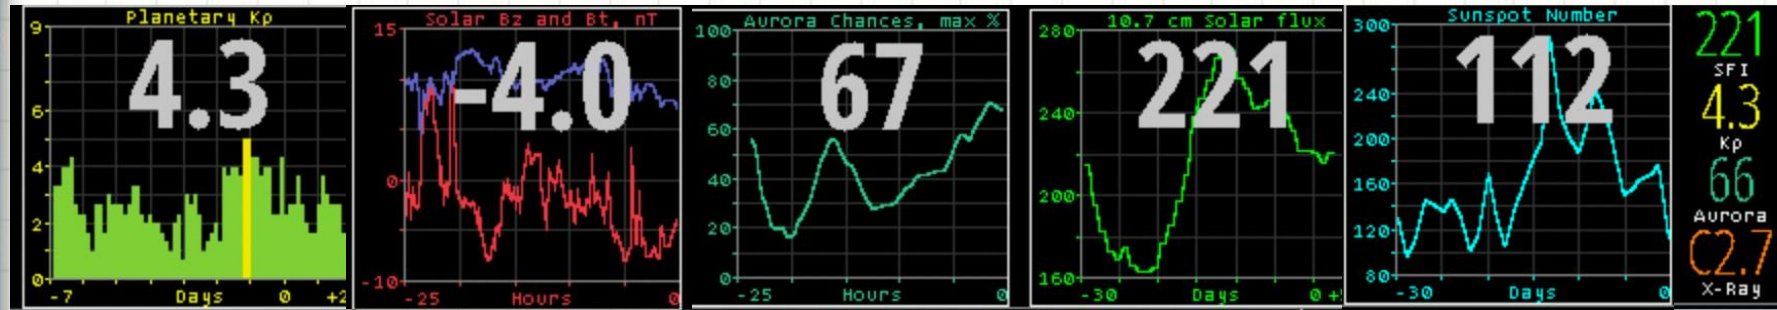 Planetary Kp
9
4.3
6
4
2
0
-7 Days 0 +2
Solar Bz and Bt, nT
15
-4.0
0
-10
-25 Hours 0
Aurora Chances, max %
100
67
80
60
40
20
0
-25 Hours 0
10.7 cm Solar flux
280
221
240
200
160
-30 Days 0 +
Sunspot Number
300
112
240
200
160
120
80
-30 Days 0
221
SFI
4.3
Kp
66
Aurora
C2.7
X-Ray